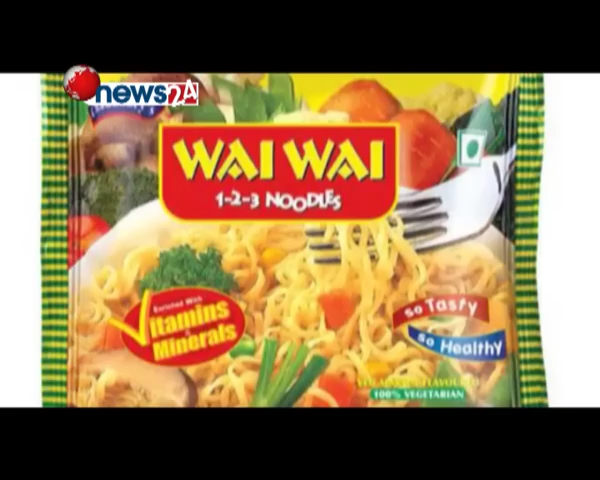 news24
WAI WAI
1-2-3 NOODLES
Enriched With
Vitamins
&
Minerals
so Tasty
so Healthy
100% VEGETARIAN